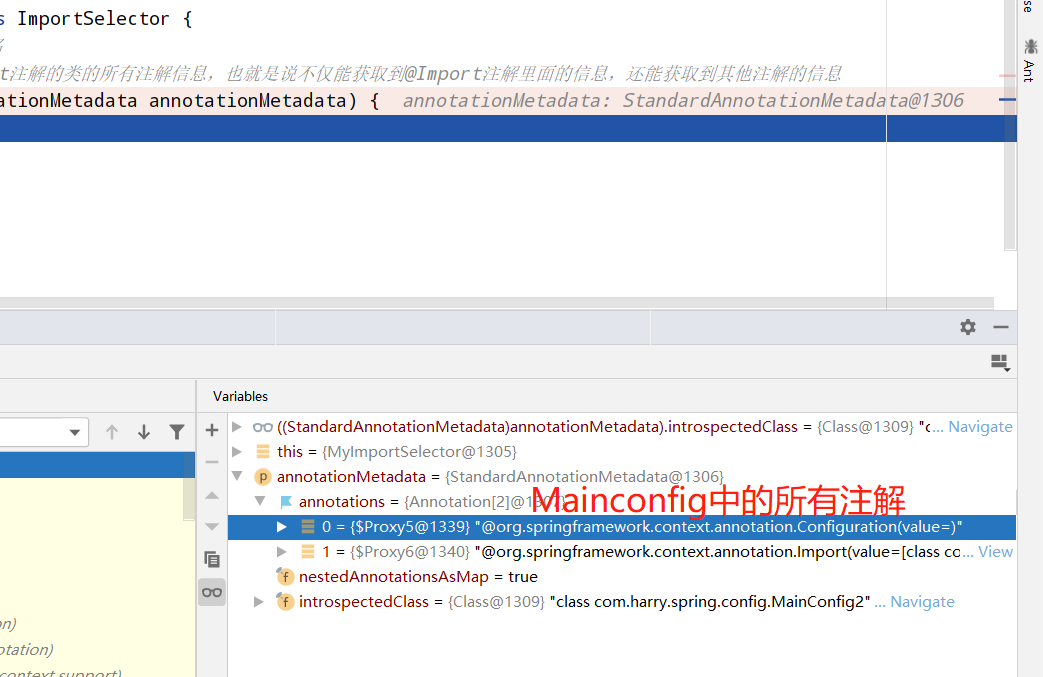 s ImportSelector {
t注解的类的所有注解信息，也就是说不仅能获取到@Import注解里面的信息，还能获取到其他注解的信息
ationMetadata annotationMetadata) { annotationMetadata: StandardAnnotationMetadata@1306
se
Ant
Variables
((StandardAnnotationMetadata)annotationMetadata).introspectedClass = {Class@1309} "c... Navigate
this = {MyImportSelector@1305}
annotationMetadata = {StandardAnnotationMetadata@1306}
annotations = {Annotation[2]@1307}
Mainconfig中的所有注解
0 = {$Proxy5@1339} "@org.springframework.context.annotation.Configuration(value=)"
1 = {$Proxy6@1340} "@org.springframework.context.annotation.Import(value=[class co... View
nestedAnnotationsAsMap = true
introspectedClass = {Class@1309} "class com.harry.spring.config.MainConfig2" ... Navigate
on)
otation)
context.support)